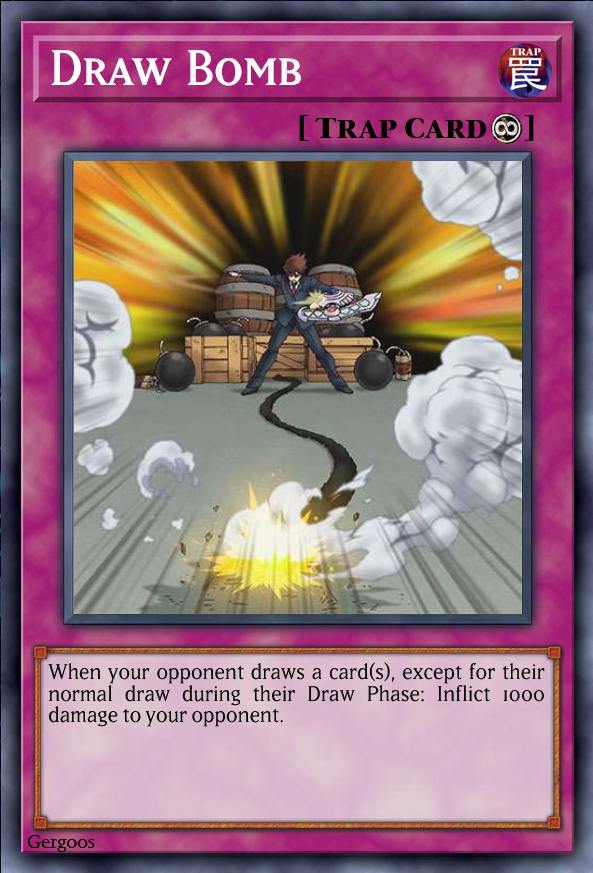 Draw Bomb
TRAP
罠
[ Trap Card ]
When your opponent draws a card(s), except for their
normal draw during their Draw Phase: Inflict 1000
damage to your opponent.
Gergoos